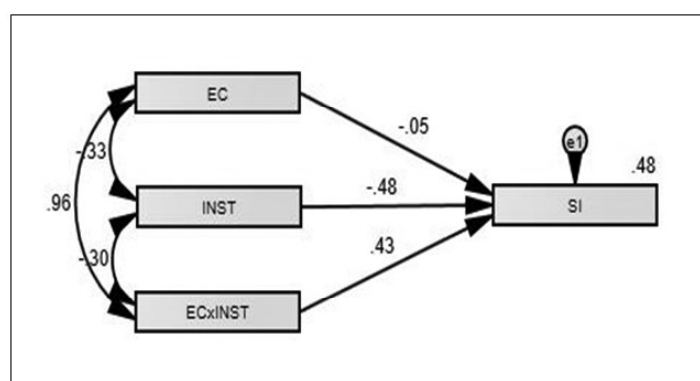 EC
-.05
e1
-.33
.48
-.48
.96
INST
SI
.43
-.30
ECxINST